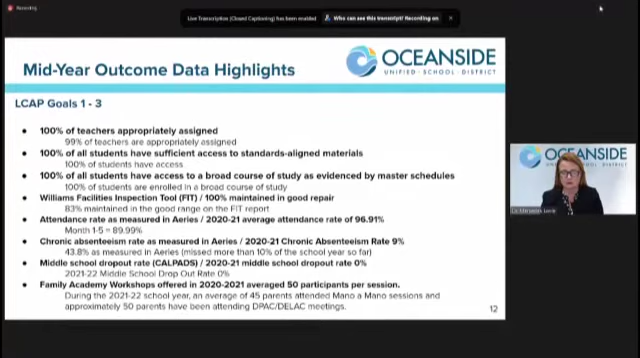 Recording
Live Transcription (Closed Captioning) has been enabled
Who can see this transcript? Recording on
Mid-Year Outcome Data Highlights
OCEANSIDE
UNIFIED · SCHOOL · DISTRICT
LCAP Goals 1 - 3
• 100% of teachers appropriately assigned
99% of teachers are appropriately assigned
• 100% of all students have sufficient access to standards-aligned materials
100% of students have access
• 100% of all students have access to a broad course of study as evidenced by master schedules
100% of students are enrolled in a broad course of study
• Williams Facilities Inspection Tool (FIT) / 100% maintained in good repair
83% maintained in the good range on the FIT report
• Attendance rate as measured in Aeries / 2020-21 average attendance rate of 96.91%
Month 1-5 = 89.99%
• Chronic absenteeism rate as measured in Aeries / 2020-21 Chronic Absenteeism Rate 9%
43.8% as measured in Aeries (missed more than 10% of the school year so far)
• Middle school dropout rate (CALPADS) / 2020-21 middle school dropout rate 0%
2021-22 Middle School Drop Out Rate 0%
• Family Academy Workshops offered in 2020-2021 averaged 50 participants per session.
During the 2021-22 school year, an average of 45 parents attended Mano a Mano sessions and
approximately 50 parents have been attending DPAC/DELAC meetings.
12
OCEANSIDE